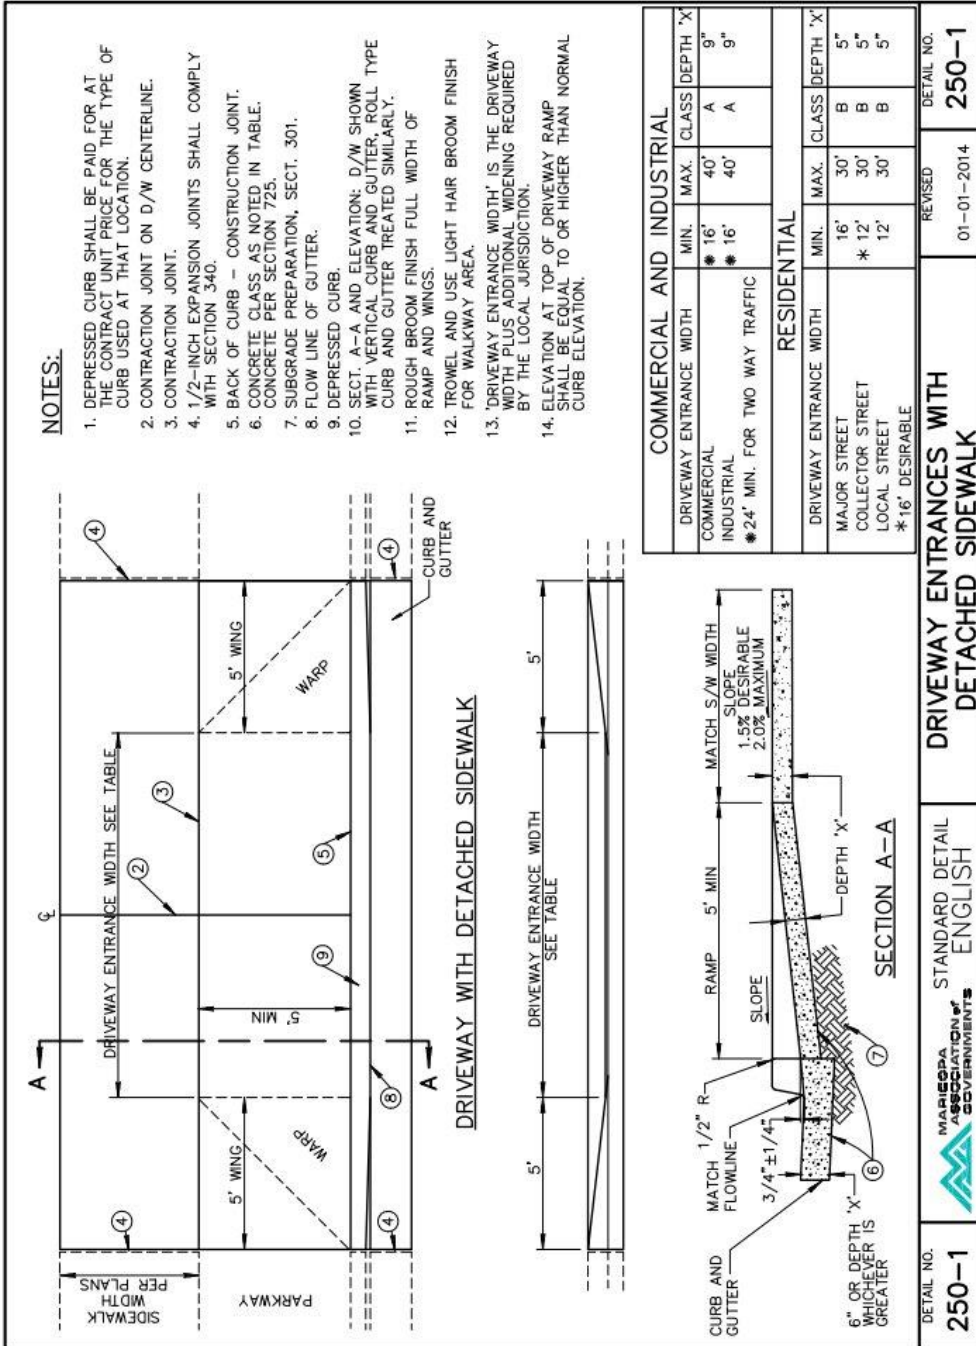 NOTES:
1. DEPRESSED CURB SHALL BE PAID FOR AT
THE CONTRACT UNIT PRICE FOR THE TYPE OF
CURB USED AT THAT LOCATION.
2. CONTRACTION JOINT ON D/W CENTERLINE.
3. CONTRACTION JOINT.
4. 1/2-INCH EXPANSION JOINTS SHALL COMPLY
WITH SECTION 340.
5. BACK OF CURB - CONSTRUCTION JOINT.
6. CONCRETE CLASS AS NOTED IN TABLE.
CONCRETE PER SECTION 725.
7. SUBGRADE PREPARATION, SECT. 301.
8. FLOW LINE OF GUTTER.
9. DEPRESSED CURB.
10. SECT. A-A AND ELEVATION: D/W SHOWN
WITH VERTICAL CURB AND GUTTER, ROLL TYPE
CURB AND GUTTER TREATED SIMILARLY.
11. ROUGH BROOM FINISH FULL WIDTH OF
RAMP AND WINGS.
12. TROWEL AND USE LIGHT HAIR BROOM FINISH
FOR WALKWAY AREA.
13. 'DRIVEWAY ENTRANCE WIDTH' IS THE DRIVEWAY
WIDTH PLUS ADDITIONAL WIDENING REQUIRED
BY THE LOCAL JURISDICTION.
14. ELEVATION AT TOP OF DRIVEWAY RAMP
SHALL BE EQUAL TO OR HIGHER THAN NORMAL
CURB ELEVATION.
SIDEWALK
WIDTH
PER PLANS
PARKWAY
4
4
A
A
℄
DRIVEWAY ENTRANCE WIDTH SEE TABLE
2
3
4
5' WING
WARP
5' MIN
9
5
8
5' WING
WARP
4
CURB AND
GUTTER
DRIVEWAY WITH DETACHED SIDEWALK
5'
DRIVEWAY ENTRANCE WIDTH
SEE TABLE
5'
CURB AND
GUTTER
MATCH 1/2" R
FLOWLINE
3/4"±1/4"
6" OR DEPTH 'X'
WHICHEVER IS
GREATER
6
7
RAMP 5' MIN
SLOPE
MATCH S/W WIDTH
SLOPE
1.5% DESIRABLE
2.0% MAXIMUM
DEPTH 'X'
SECTION A-A
COMMERCIAL AND INDUSTRIAL
DRIVEWAY ENTRANCE WIDTH MIN. MAX. CLASS DEPTH 'X'
COMMERCIAL ✱ 16' 40' A 9"
INDUSTRIAL ✱ 16' 40' A 9"
✱ 24' MIN. FOR TWO WAY TRAFFIC
RESIDENTIAL
DRIVEWAY ENTRANCE WIDTH MIN. MAX. CLASS DEPTH 'X'
MAJOR STREET 16' 30' B 5"
COLLECTOR STREET * 12' 30' B 5"
LOCAL STREET 12' 30' B 5"
* 16' DESIRABLE
DETAIL NO.
250-1
MARICOPA
ASSOCIATION of
GOVERNMENTS
STANDARD DETAIL
ENGLISH
DRIVEWAY ENTRANCES WITH
DETACHED SIDEWALK
REVISED
01-01-2014
DETAIL NO.
250-1